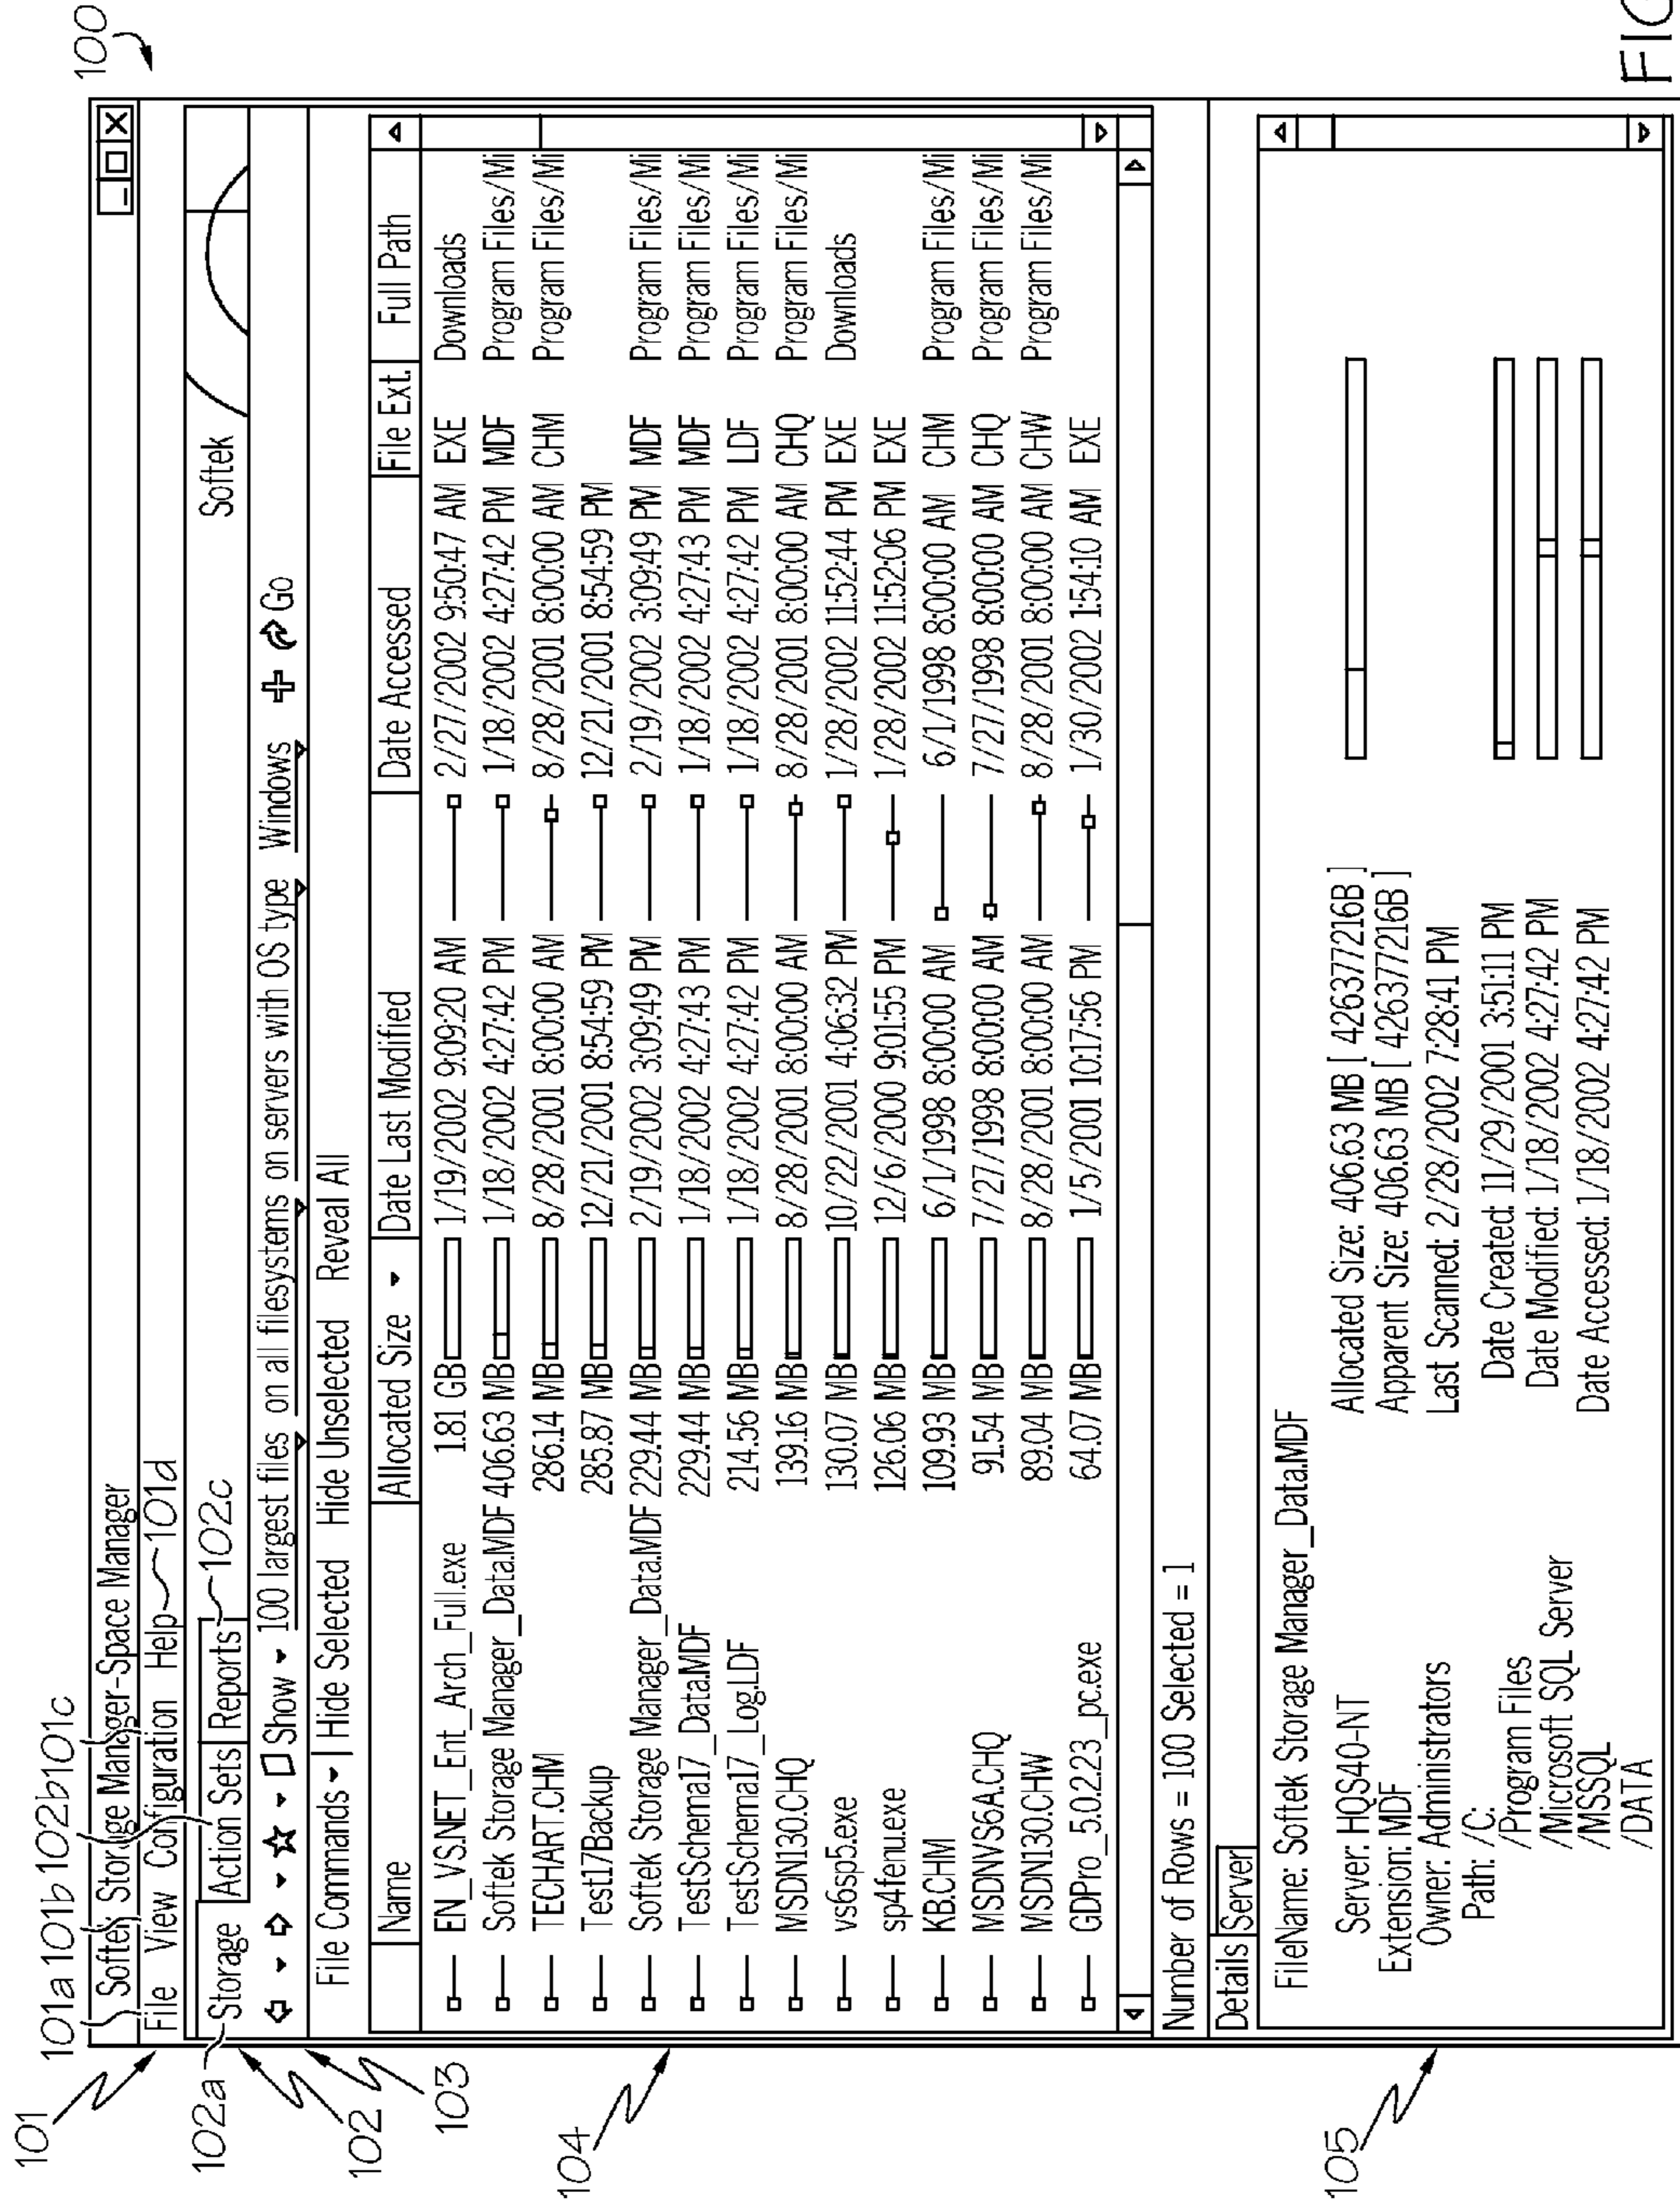 100
101a 101b 102b 101c
101
Softek Storage Manager-Space Manager
File View Configuration Help 101d
102a
Storage Action Sets Reports 102c
Softek
102
Show 100 largest files on all filesystems on servers with OS type Windows Go
103
File Commands Hide Selected Hide Unselected Reveal All
Name Allocated Size Date Last Modified Date Accessed File Ext. Full Path
EN_VS.NET_Ent_Arch_Full.exe 1.81 GB 1/19/2002 9:09:20 AM 2/27/2002 9:50:47 AM EXE Downloads
Softek Storage Manager_Data.MDF 406.63 MB 1/18/2002 4:27:42 PM 1/18/2002 4:27:42 PM MDF Program Files/Mi
TECHART.CHM 286.14 MB 8/28/2001 8:00:00 AM 8/28/2001 8:00:00 AM CHM Program Files/Mi
Test17Backup 285.87 MB 12/21/2001 8:54:59 PM 12/21/2001 8:54:59 PM
Softek Storage Manager_Data.MDF 229.44 MB 2/19/2002 3:09:49 PM 2/19/2002 3:09:49 PM MDF Program Files/Mi
TestSchema17_Data.MDF 229.44 MB 1/18/2002 4:27:43 PM 1/18/2002 4:27:43 PM MDF Program Files/Mi
TestSchema17_Log.LDF 214.56 MB 1/18/2002 4:27:42 PM 1/18/2002 4:27:42 PM LDF Program Files/Mi
MSDN130.CHQ 139.16 MB 8/28/2001 8:00:00 AM 8/28/2001 8:00:00 AM CHQ Program Files/Mi
vs6sp5.exe 130.07 MB 10/22/2001 4:06:32 PM 1/28/2002 11:52:44 PM EXE Downloads
sp4fenu.exe 126.06 MB 12/6/2000 9:01:55 PM 1/28/2002 11:52:06 PM EXE
KB.CHM 109.93 MB 6/1/1998 8:00:00 AM 6/1/1998 8:00:00 AM CHM Program Files/Mi
MSDNVS6A.CHQ 91.54 MB 7/27/1998 8:00:00 AM 7/27/1998 8:00:00 AM CHQ Program Files/Mi
MSDN130.CHW 89.04 MB 8/28/2001 8:00:00 AM 8/28/2001 8:00:00 AM CHW Program Files/Mi
GDPro_5.0.2.23_pc.exe 64.07 MB 1/5/2001 10:17:56 PM 1/30/2002 1:54:10 AM EXE
104
Number of Rows = 100 Selected = 1
Details Server
105
FileName: Softek Storage Manager_Data.MDF
Server: HQS40-NT Allocated Size: 406.63 MB [ 426377216B ]
Extension: MDF Apparent Size: 406.63 MB [ 426377216B ]
Owner: Administrators Last Scanned: 2/28/2002 7:28:41 PM
Path: /C:
/Program Files Date Created: 11/29/2001 3:51:11 PM
/Microsoft SQL Server Date Modified: 1/18/2002 4:27:42 PM
/MSSQL Date Accessed: 1/18/2002 4:27:42 PM
/DATA